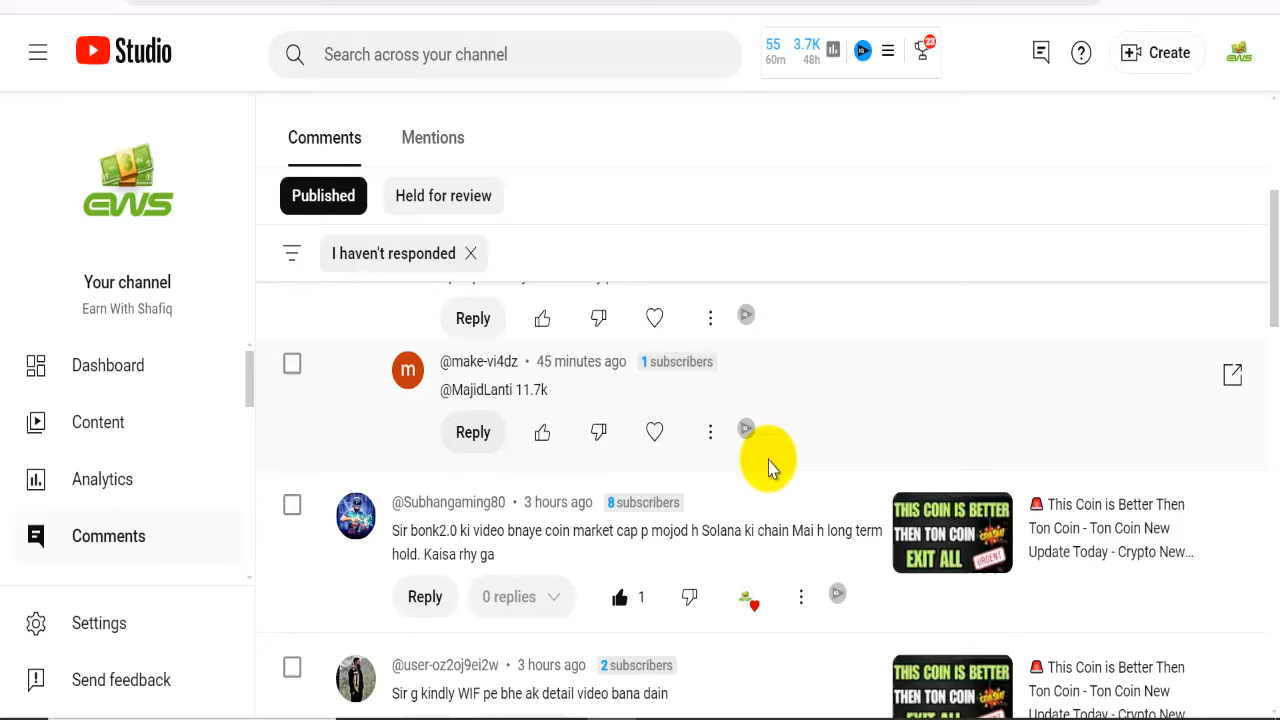 Studio
Search across your channel
55 3.7K
60m 48h
23
Create
EWS
EWS
Your channel
Earn With Shafiq
Dashboard
Content
Analytics
Comments
Settings
Send feedback
Comments Mentions
Published Held for review
I haven't responded
Reply
@make-vi4dz • 45 minutes ago 1 subscribers
m
@MajidLanti 11.7k
Reply
@Subhangaming80 • 3 hours ago 8 subscribers
Sir bonk2.0 ki video bnaye coin market cap p mojod h Solana ki chain Mai h long term
hold. Kaisa rhy ga
Reply 0 replies 1
THIS COIN IS BETTER
THEN TON COIN CRASH!
EXIT ALL URGENT
🚨 This Coin is Better Then
Ton Coin - Ton Coin New
Update Today - Crypto New...
@user-oz2oj9ei2w • 3 hours ago 2 subscribers
Sir g kindly WIF pe bhe ak detail video bana dain
THIS COIN IS BETTER
THEN TON COIN
🚨 This Coin is Better Then
Ton Coin - Ton Coin New
Update Today - Crypto New...